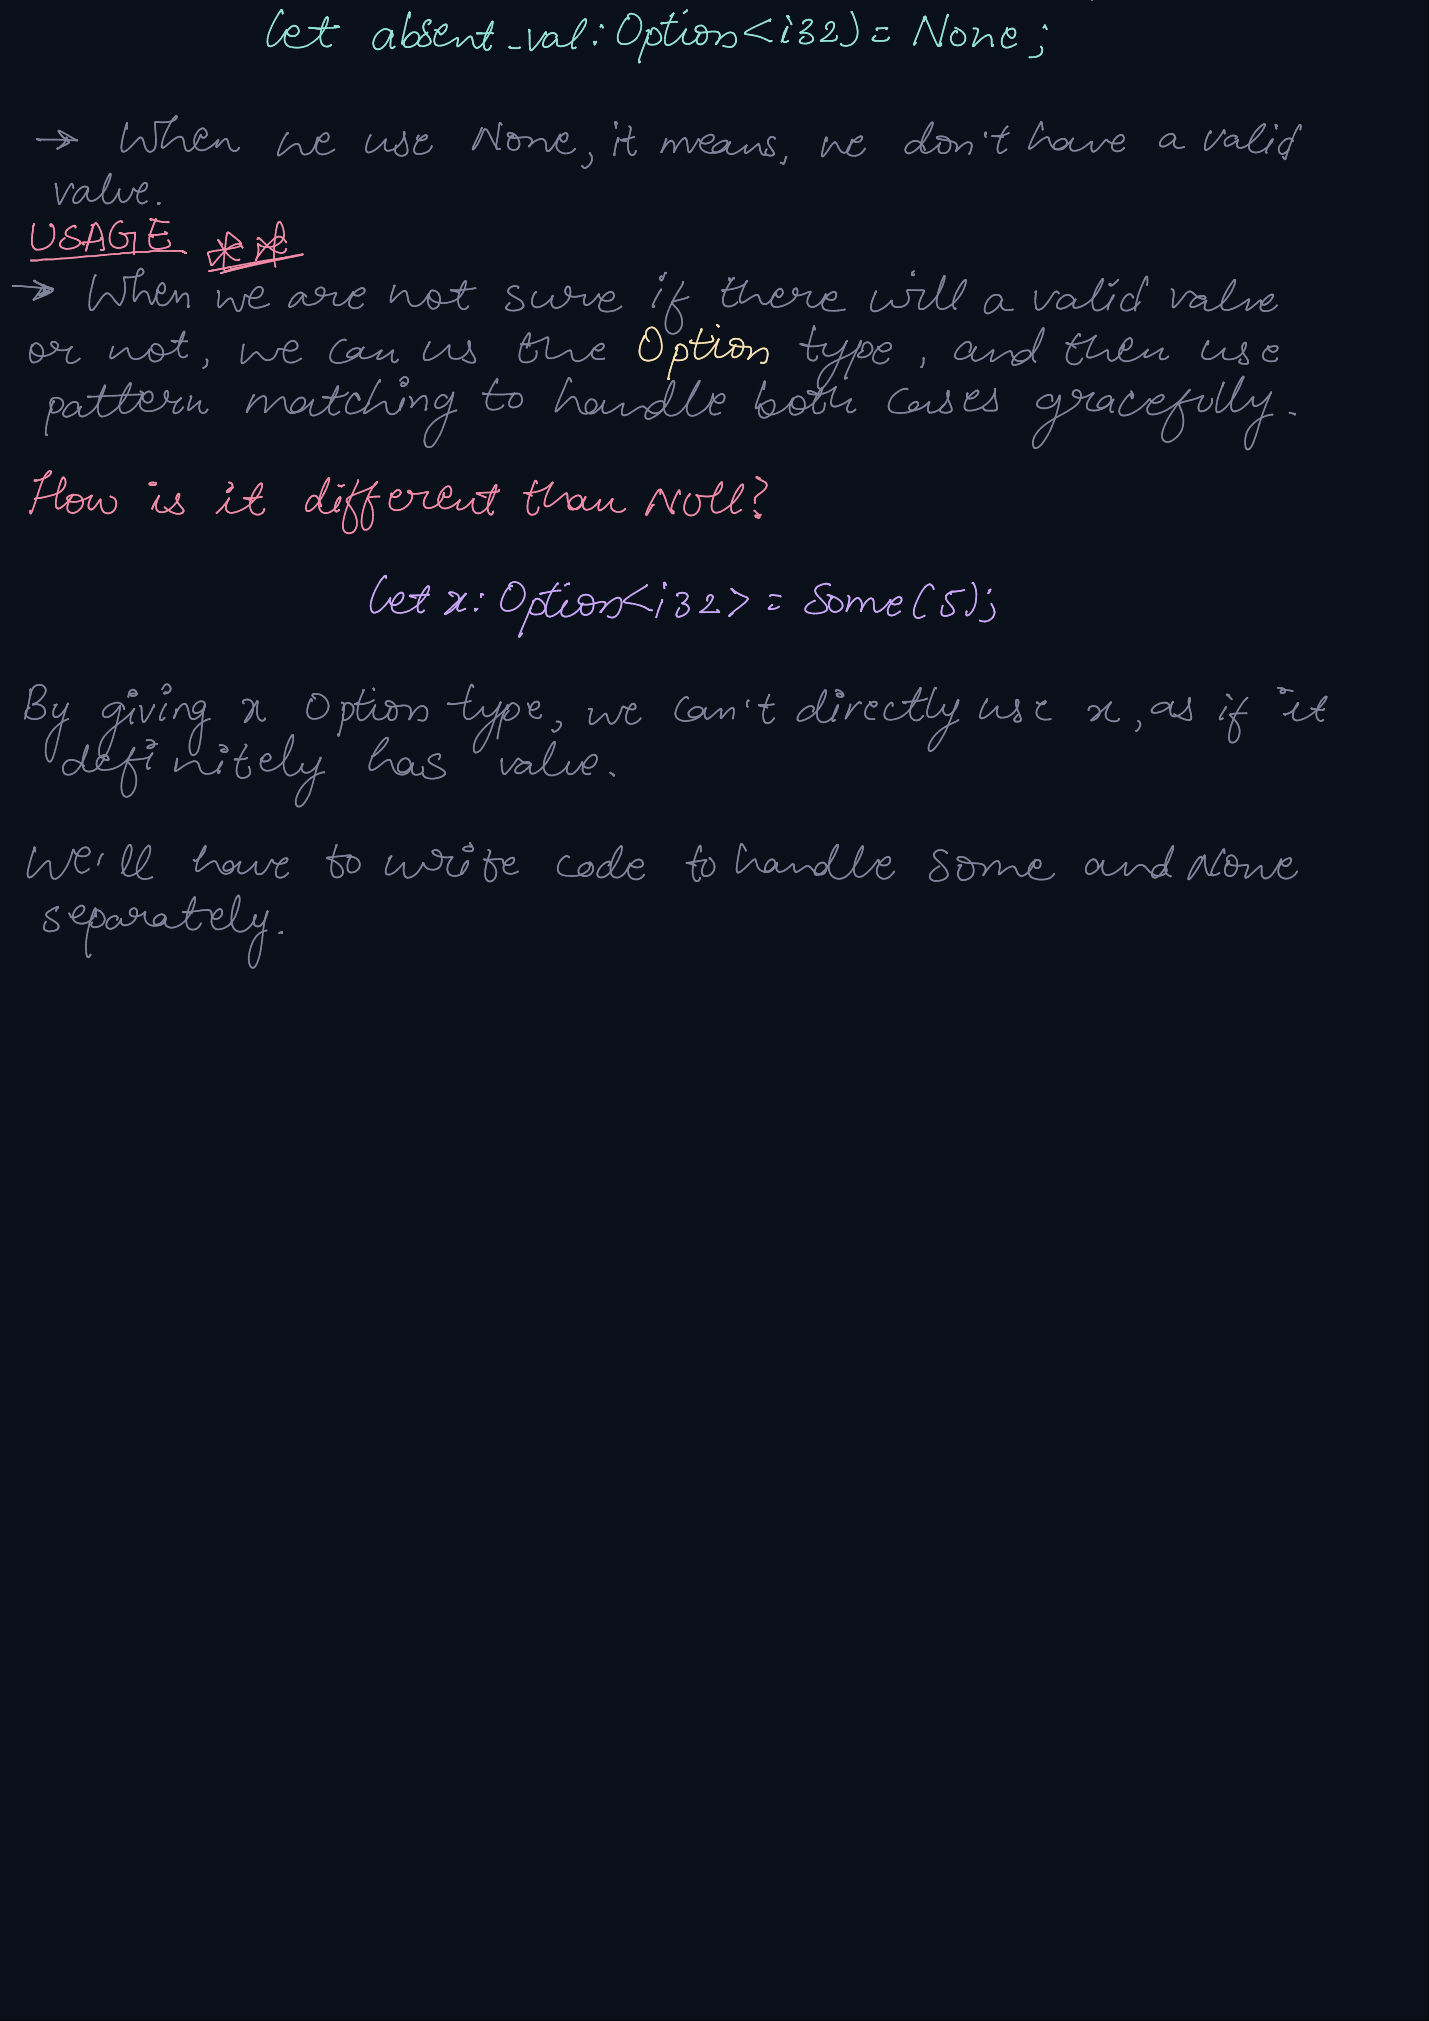 let absent_val: Option<i32) = None;
→ When we use None, it means, we don't have a valid
value.
USAGE **
→ When we are not sure if there will a valid value
or not, we can us the Option type, and then use
pattern matching to handle both cases gracefully.
How is it different than NULL?
let x: Option<i32> = Some(5);
By giving x Option type, we can't directly use x, as if it
definitely has value.
We'll have to write code to handle Some and None
separately.